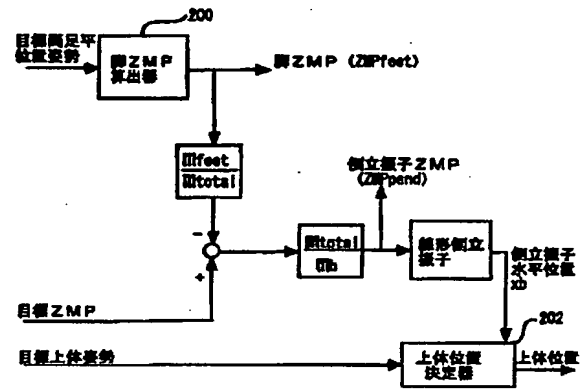 200
目標両足平
位置姿勢
脚ZMP
算出器
脚ZMP (ZMPfeet)
mfeet
mtotal
倒立振子ZMP
(ZMPpend)
-
+
mtotal
mb
線形倒立
振子
倒立振子
水平位置
xb
目標ZMP
202
目標上体姿勢
上体位置
決定器
上体位置